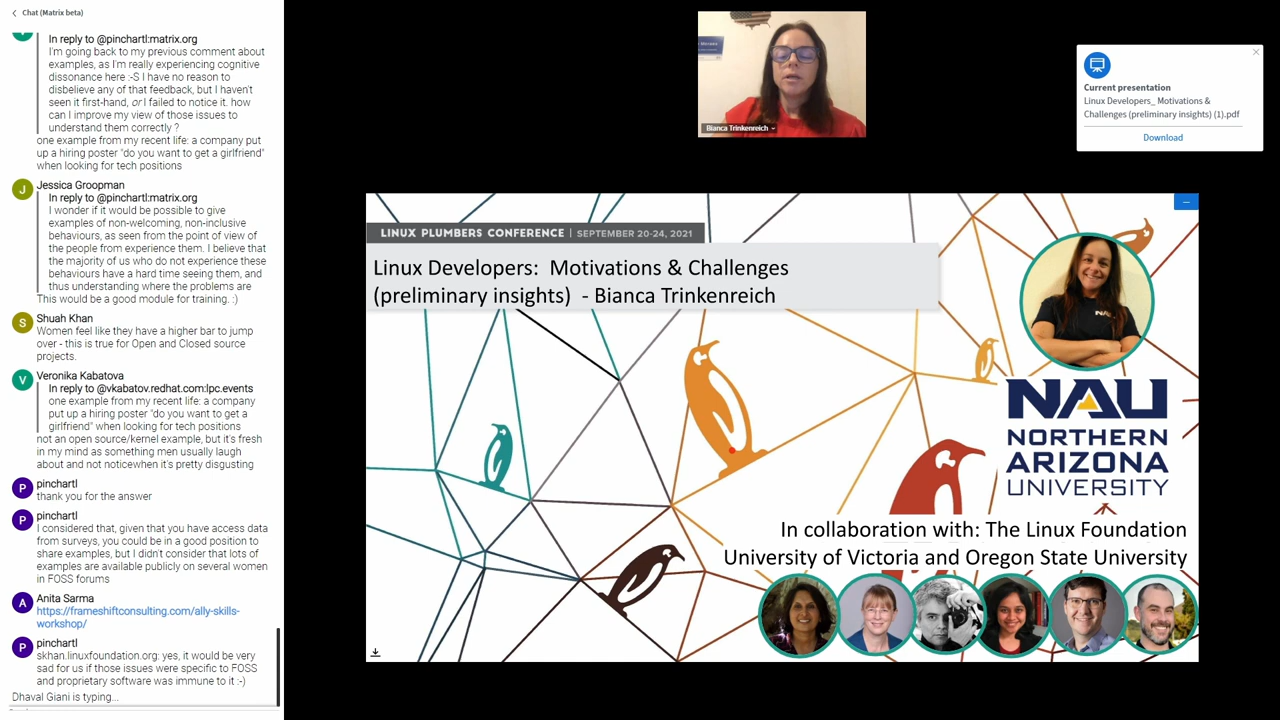 Chat (Matrix beta)
In reply to @pinchartl:matrix.org
I'm going back to my previous comment about
examples, as I'm really experiencing cognitive
dissonance here :-S I have no reason to
disbelieve any of that feedback, but I haven't
seen it first-hand, or I failed to notice it. how
can I improve my view of those issues to
understand them correctly ?
one example from my recent life: a company put
up a hiring poster "do you want to get a girlfriend"
when looking for tech positions
J
Jessica Groopman
In reply to @pinchartl:matrix.org
I wonder if it would be possible to give
examples of non-welcoming, non-inclusive
behaviours, as seen from the point of view of
the people from experience them. I believe that
the majority of us who do not experience these
behaviours have a hard time seeing them, and
thus understanding where the problems are
This would be a good module for training. :)
S
Shuah Khan
Women feel like they have a higher bar to jump
over - this is true for Open and Closed source
projects.
V
Veronika Kabatova
In reply to @vkabatov.redhat.com:lpc.events
one example from my recent life: a company
put up a hiring poster "do you want to get a
girlfriend" when looking for tech positions
not an open source/kernel example, but it's fresh
in my mind as something men usually laugh
about and not noticewhen it's pretty disgusting
P
pinchartl
thank you for the answer
P
pinchartl
I considered that, given that you have access data
from surveys, you could be in a good position to
share examples, but I didn't consider that lots of
examples are available publicly on several women
in FOSS forums
A
Anita Sarma
https://frameshiftconsulting.com/ally-skills-
workshop/
P
pinchartl
skhan.linuxfoundation.org: yes, it would be very
sad for us if those issues were specific to FOSS
and proprietary software was immune to it :-)
Dhaval Giani is typing...
Bianca Trinkenreich
Current presentation
Linux Developers_ Motivations &
Challenges (preliminary insights) (1).pdf
Download
LINUX PLUMBERS CONFERENCE | SEPTEMBER 20-24, 2021
Linux Developers: Motivations & Challenges
(preliminary insights) - Bianca Trinkenreich
NAU
NORTHERN
ARIZONA
UNIVERSITY
In collaboration with: The Linux Foundation
University of Victoria and Oregon State University